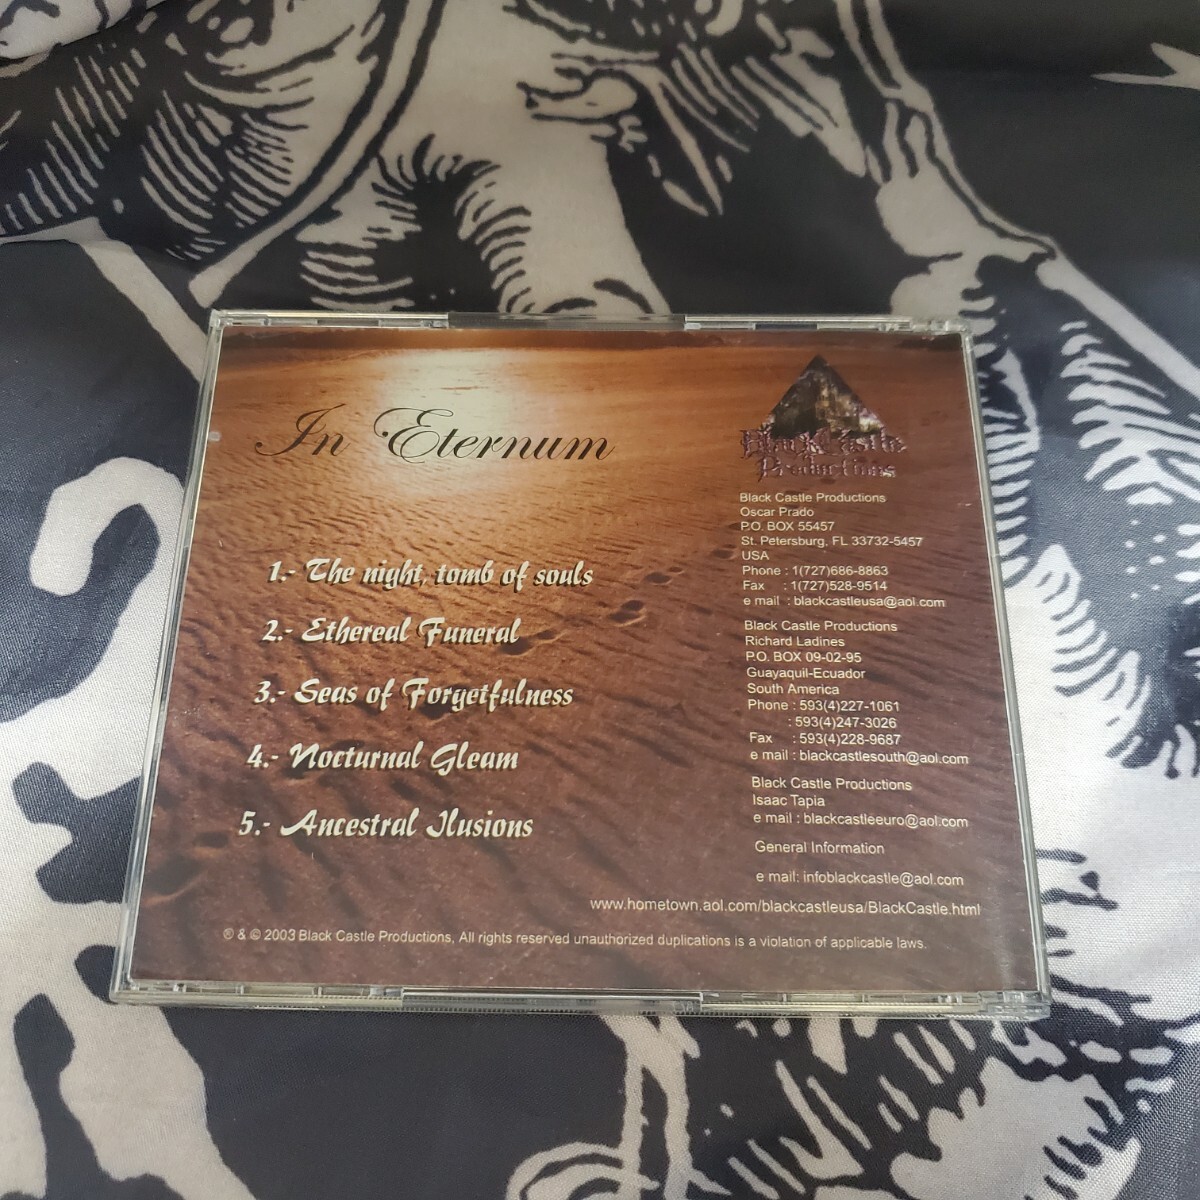 In Eternum
1.- The night, tomb of souls
2.- Ethereal Funeral
3.- Seas of Forgetfulness
4.- Nocturnal Gleam
5.- Ancestral Ilusions
Black Castle
Productions
Black Castle Productions
Oscar Prado
P.O. BOX 55457
St. Petersburg, FL 33732-5457
USA
Phone : 1(727)686-8863
Fax : 1(727)528-9514
e mail : blackcastleusa@aol.com
Black Castle Productions
Richard Ladines
P.O. BOX 09-02-95
Guayaquil-Ecuador
South America
Phone : 593(4)227-1061
: 593(4)247-3026
Fax : 593(4)228-9687
e mail : blackcastlesouth@aol.com
Black Castle Productions
Isaac Tapia
e mail : blackcastleeuro@aol.com
General Information
e mail: infoblackcastle@aol.com
www.hometown.aol.com/blackcastleusa/BlackCastle.html
® & © 2003 Black Castle Productions, All rights reserved unauthorized duplications is a violation of applicable laws.